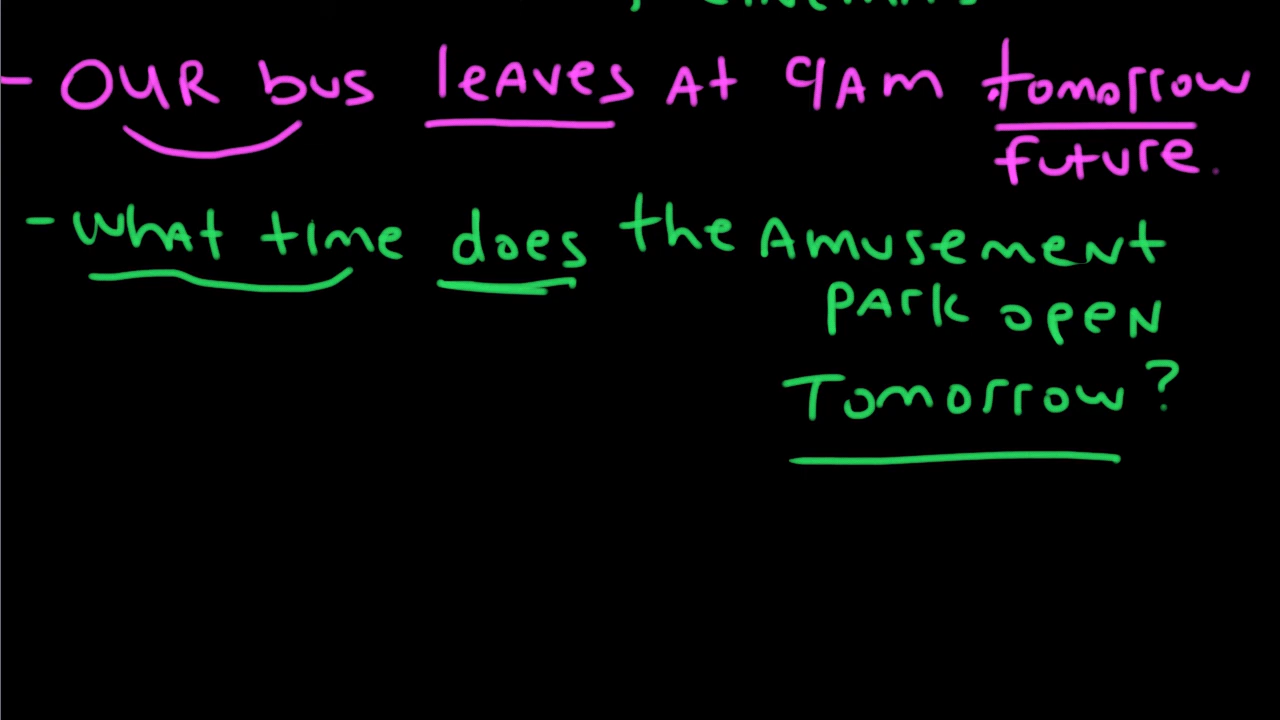 - OUR bus leAves At 9Am tomorrow
future.
- what time does the Amusement
pArk open
Tomorrow?